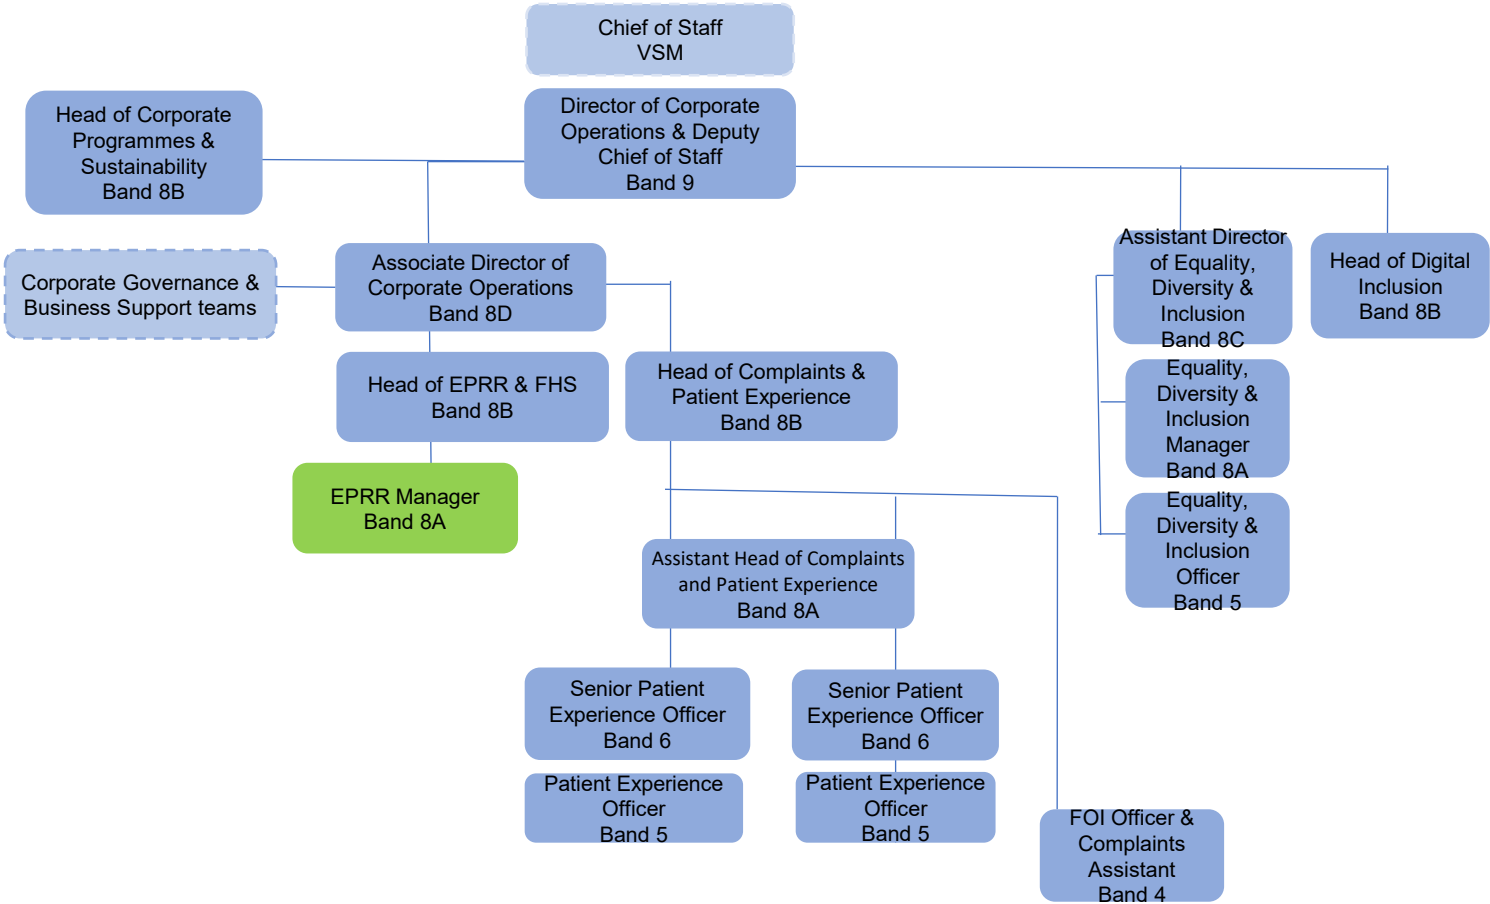 Chief of Staff
VSM
Head of Corporate
Programmes &
Sustainability
Band 8B
Director of Corporate
Operations & Deputy
Chief of Staff
Band 9
Corporate Governance &
Business Support teams
Associate Director of
Corporate Operations
Band 8D
Assistant Director
of Equality,
Diversity &
Inclusion
Band 8C
Head of Digital
Inclusion
Band 8B
Head of EPRR & FHS
Band 8B
Head of Complaints &
Patient Experience
Band 8B
Equality,
Diversity &
Inclusion
Manager
Band 8A
EPRR Manager
Band 8A
Equality,
Diversity &
Inclusion
Officer
Band 5
Assistant Head of Complaints
and Patient Experience
Band 8A
Senior Patient
Experience Officer
Band 6
Senior Patient
Experience Officer
Band 6
Patient Experience
Officer
Band 5
Patient Experience
Officer
Band 5
FOI Officer &
Complaints
Assistant
Band 4